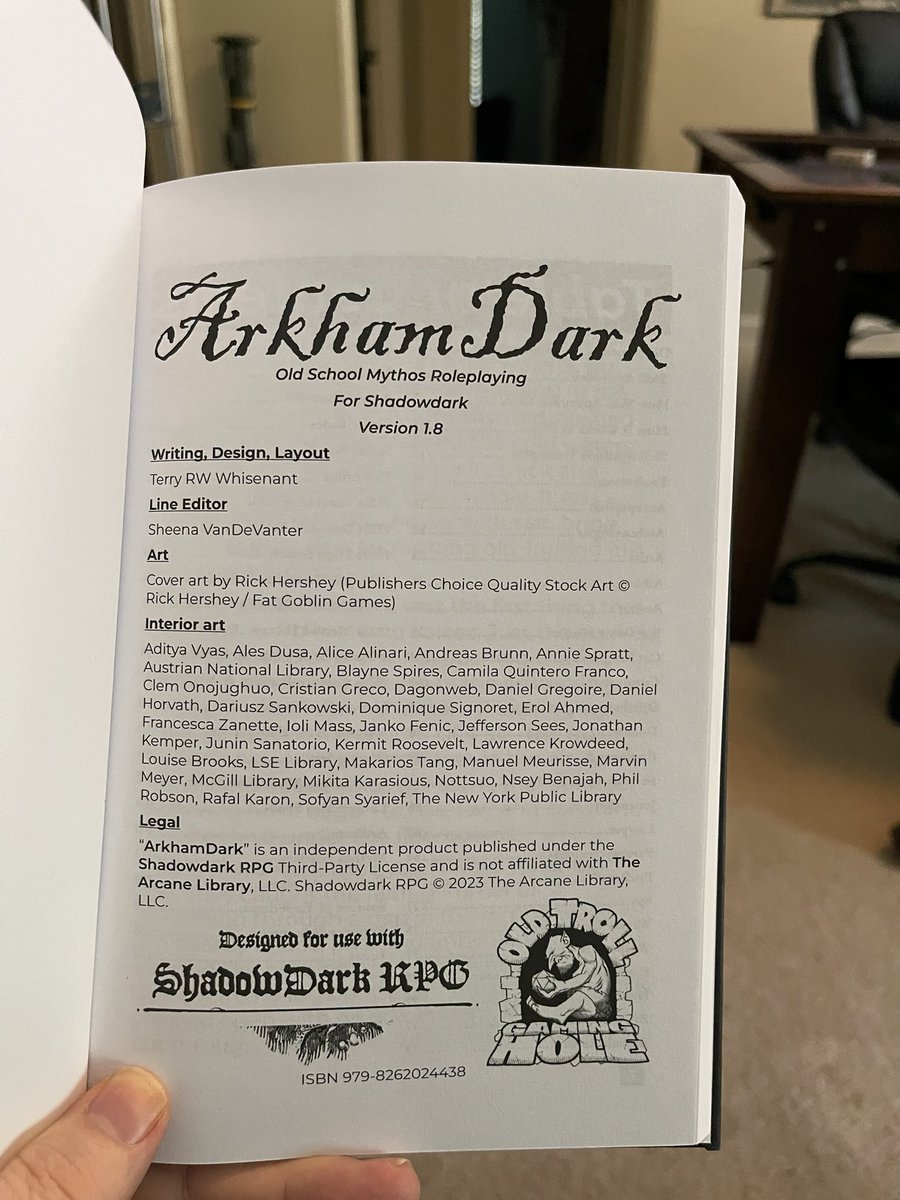 ArkhamDark
Old School Mythos Roleplaying
For Shadowdark
Version 1.8
Writing, Design, Layout
Terry RW Whisenant
Line Editor
Sheena VanDeVanter
Art
Cover art by Rick Hershey (Publishers Choice Quality Stock Art ©
Rick Hershey / Fat Goblin Games)
Interior art
Aditya Vyas, Ales Dusa, Alice Alinari, Andreas Brunn, Annie Spratt,
Austrian National Library, Blayne Spires, Camila Quintero Franco,
Clem Onojughuo, Cristian Greco, Dagonweb, Daniel Gregoire, Daniel
Horvath, Dariusz Sankowski, Dominique Signoret, Erol Ahmed,
Francesca Zanette, Ioli Mass, Janko Fenic, Jefferson Sees, Jonathan
Kemper, Junin Sanatorio, Kermit Roosevelt, Lawrence Krowdeed,
Louise Brooks, LSE Library, Makarios Tang, Manuel Meurisse, Marvin
Meyer, McGill Library, Mikita Karasious, Nottsuo, Nsey Benajah, Phil
Robson, Rafal Karon, Sofyan Syarief, The New York Public Library
Legal
“ArkhamDark” is an independent product published under the
Shadowdark RPG Third-Party License and is not affiliated with The
Arcane Library, LLC. Shadowdark RPG © 2023 The Arcane Library,
LLC.
Designed for use with
ShadowDark RPG
OLD TROLL
GAMING
HOLE
ISBN 979-8262024438